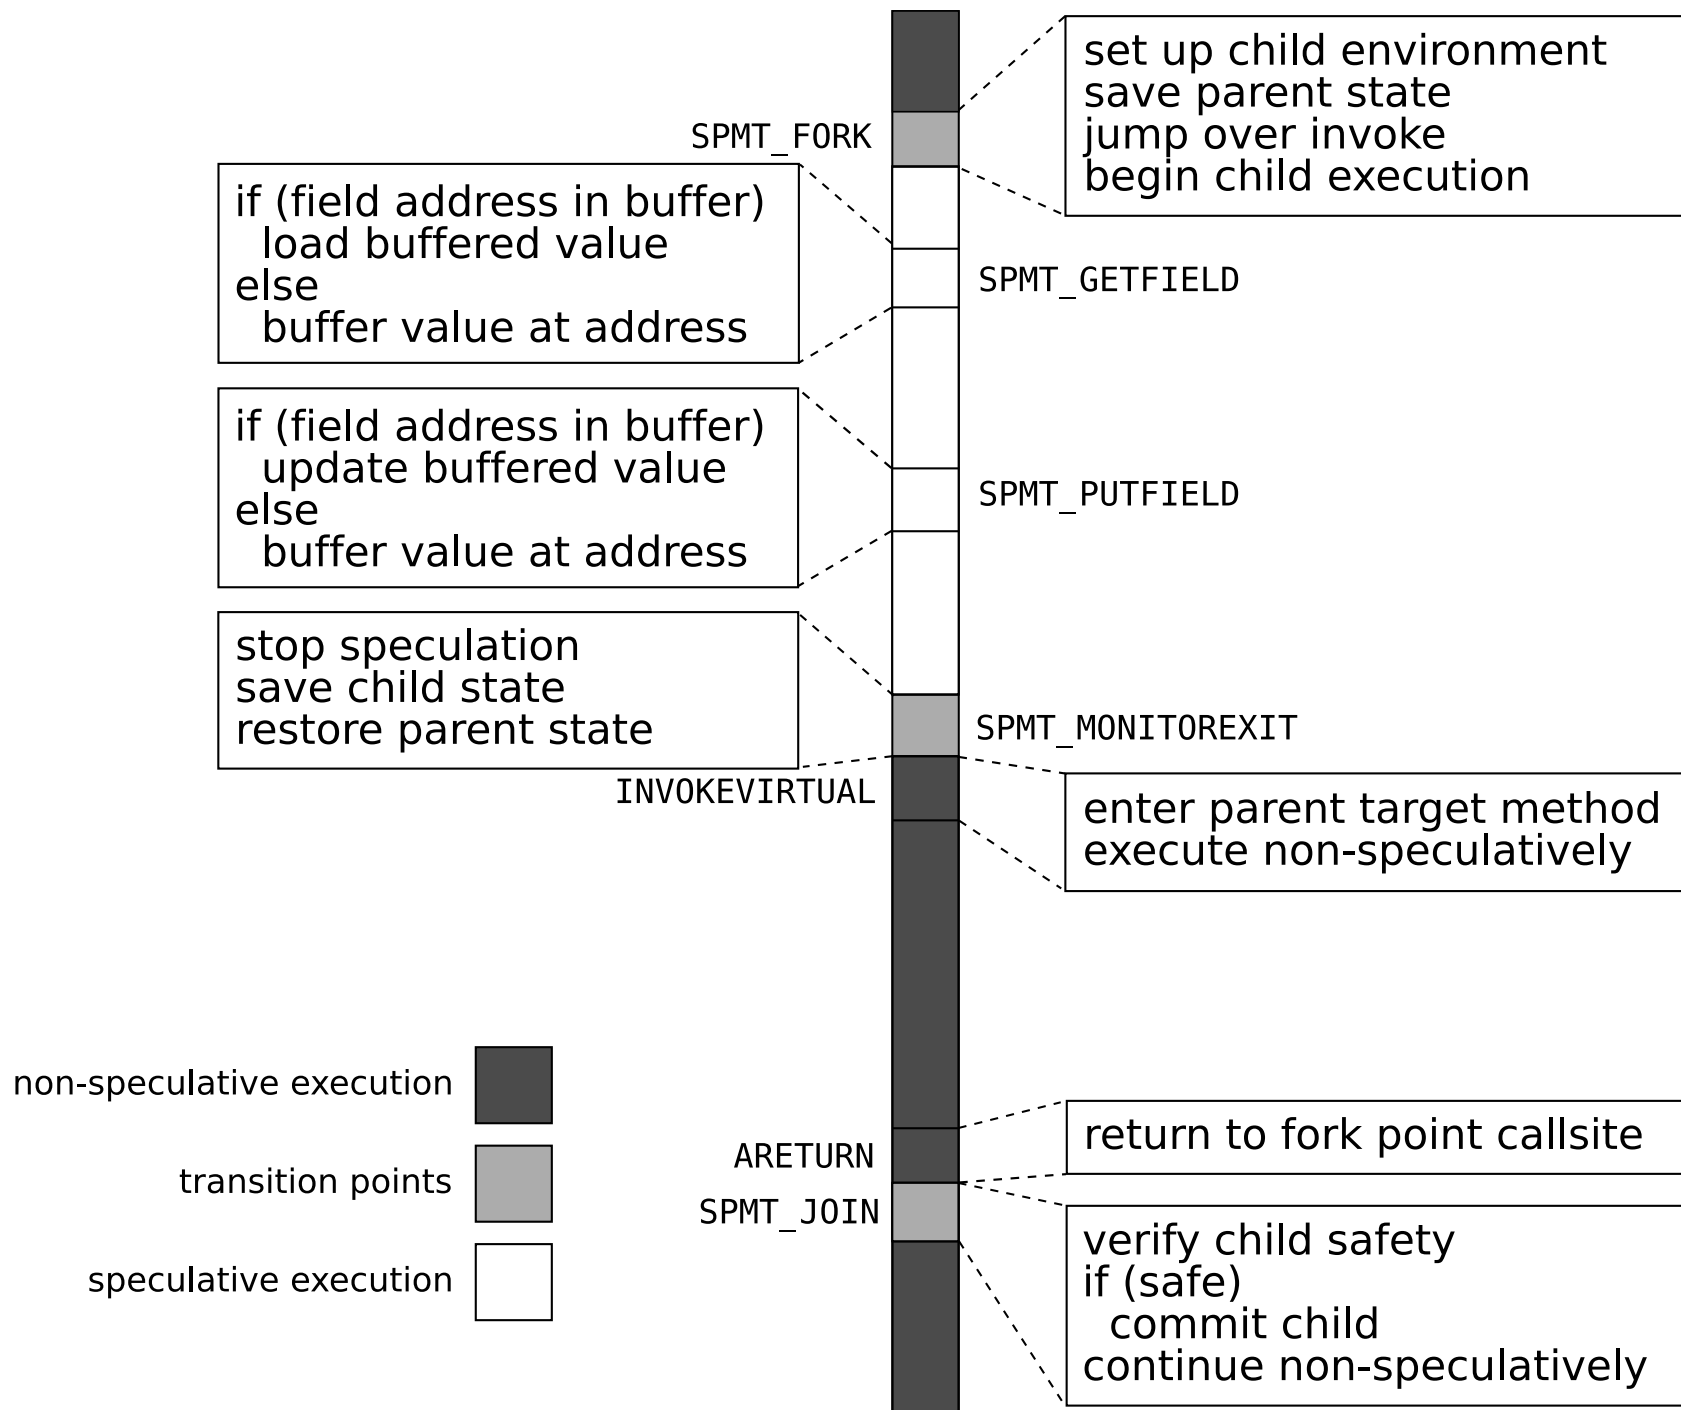 set up child environment
save parent state
jump over invoke
begin child execution
SPMT_FORK
if (field address in buffer)
load buffered value
else
buffer value at address
SPMT_GETFIELD
if (field address in buffer)
update buffered value
else
buffer value at address
SPMT_PUTFIELD
stop speculation
save child state
restore parent state
SPMT_MONITOREXIT
INVOKEVIRTUAL
enter parent target method
execute non-speculatively
non-speculative execution
transition points
speculative execution
ARETURN
return to fork point callsite
SPMT_JOIN
verify child safety
if (safe)
commit child
continue non-speculatively